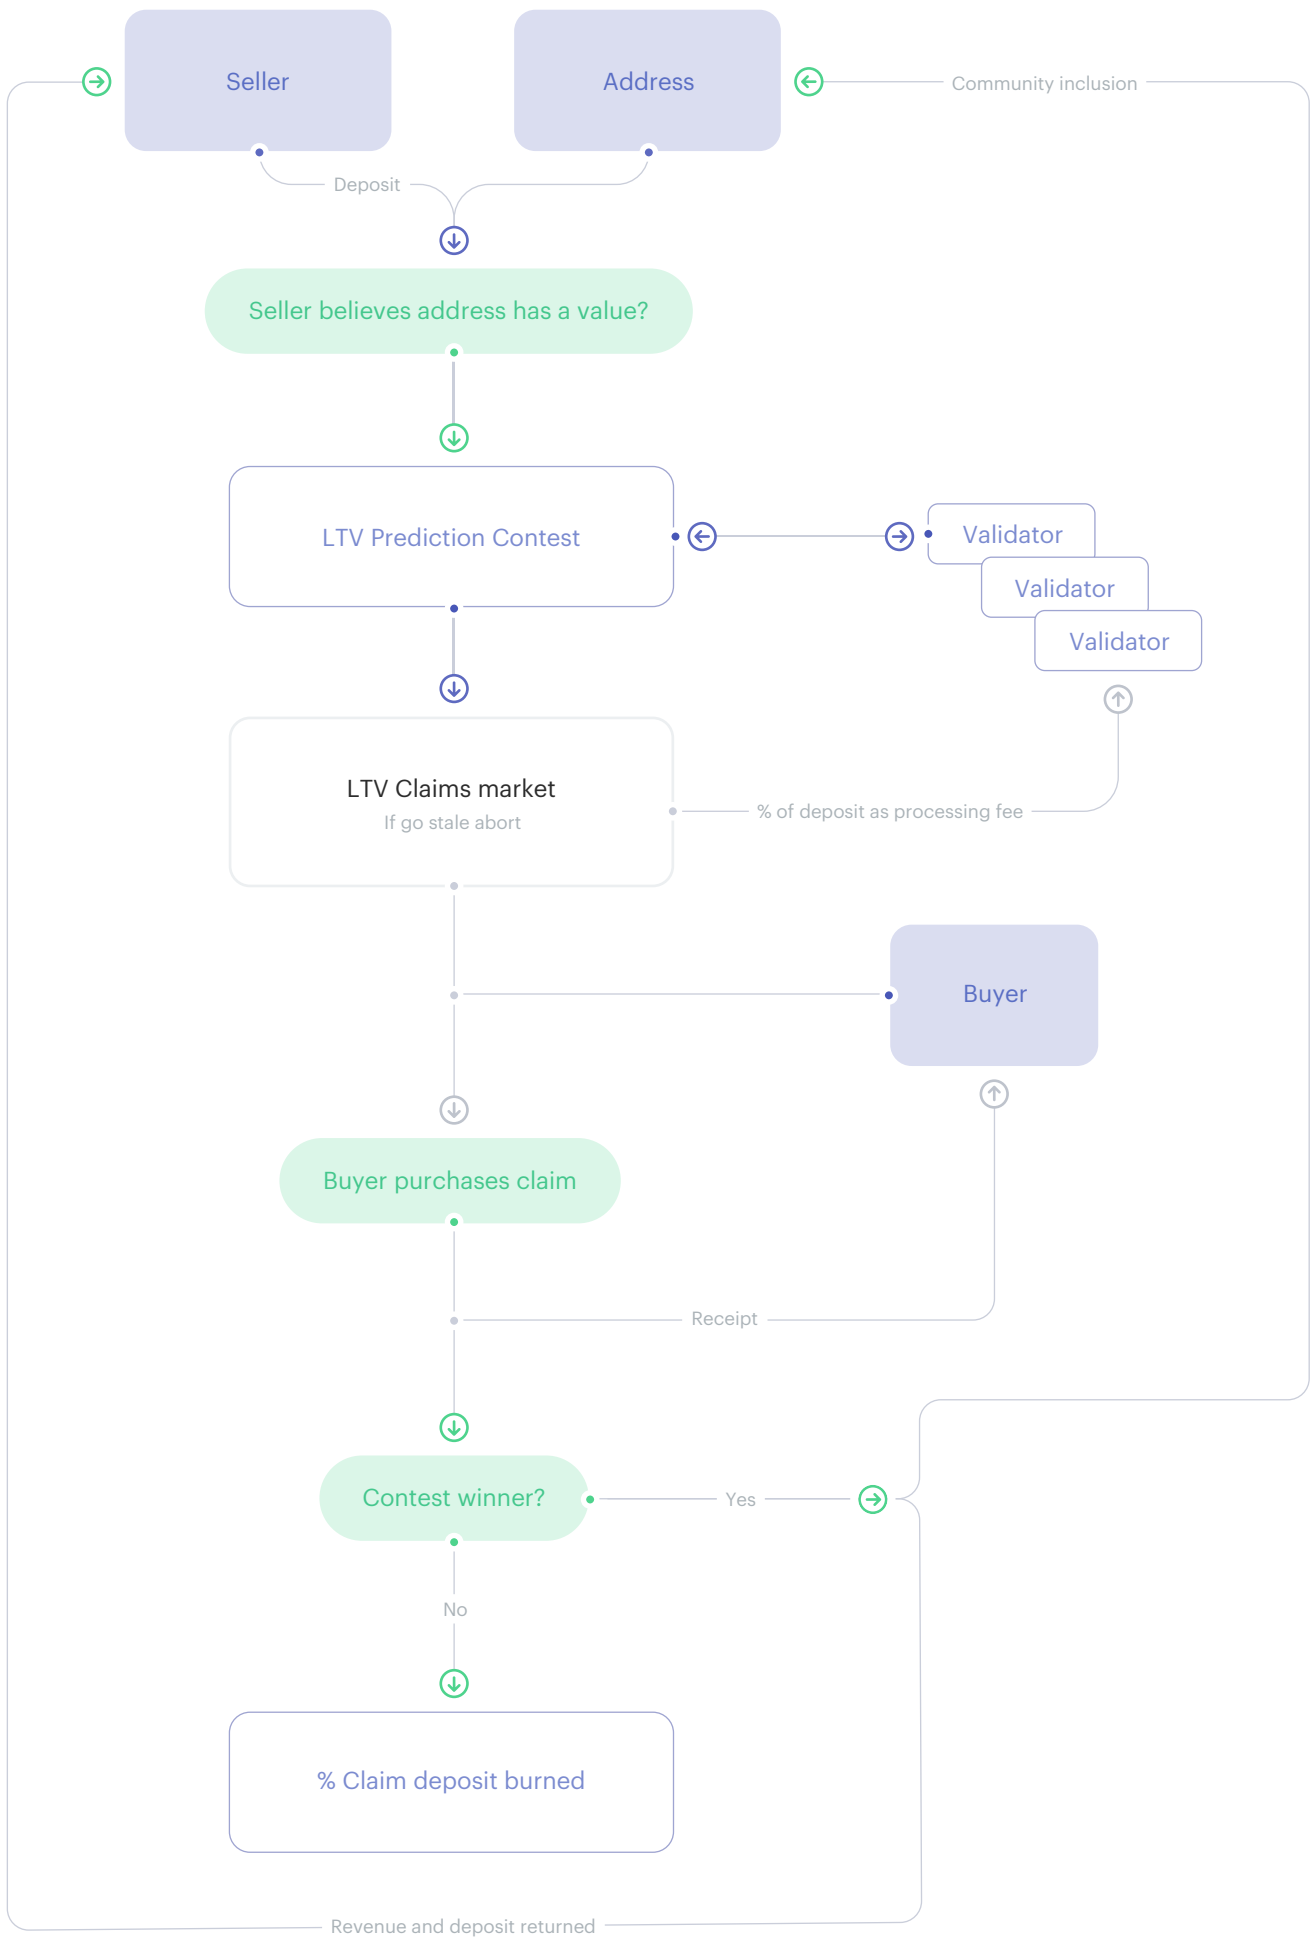 Seller
Address
Community inclusion
Deposit
Seller believes address has a value?
LTV Prediction Contest
Validator
Validator
Validator
LTV Claims market
If go stale abort
% of deposit as processing fee
Buyer
Buyer purchases claim
Receipt
Contest winner?
Yes
No
% Claim deposit burned
Revenue and deposit returned